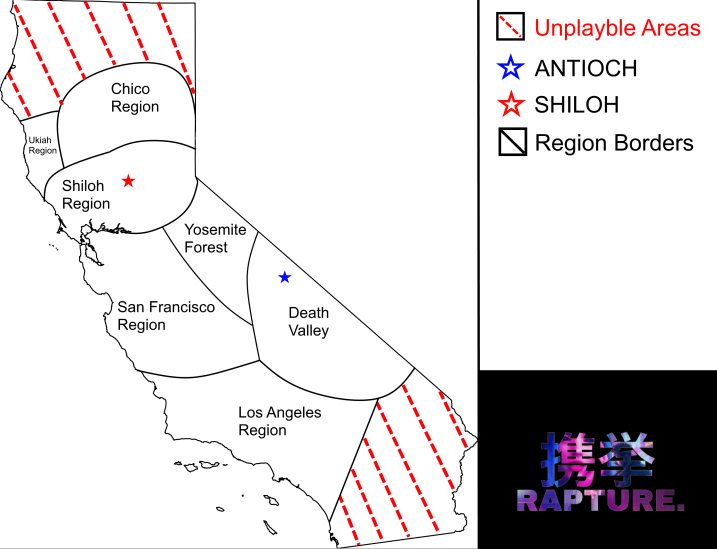 Unplayble Areas
ANTIOCH
SHILOH
Region Borders
Chico
Region
Ukiah
Region
Shiloh
Region
Yosemite
Forest
San Francisco
Region
Death
Valley
Los Angeles
Region
携挙
RAPTURE.